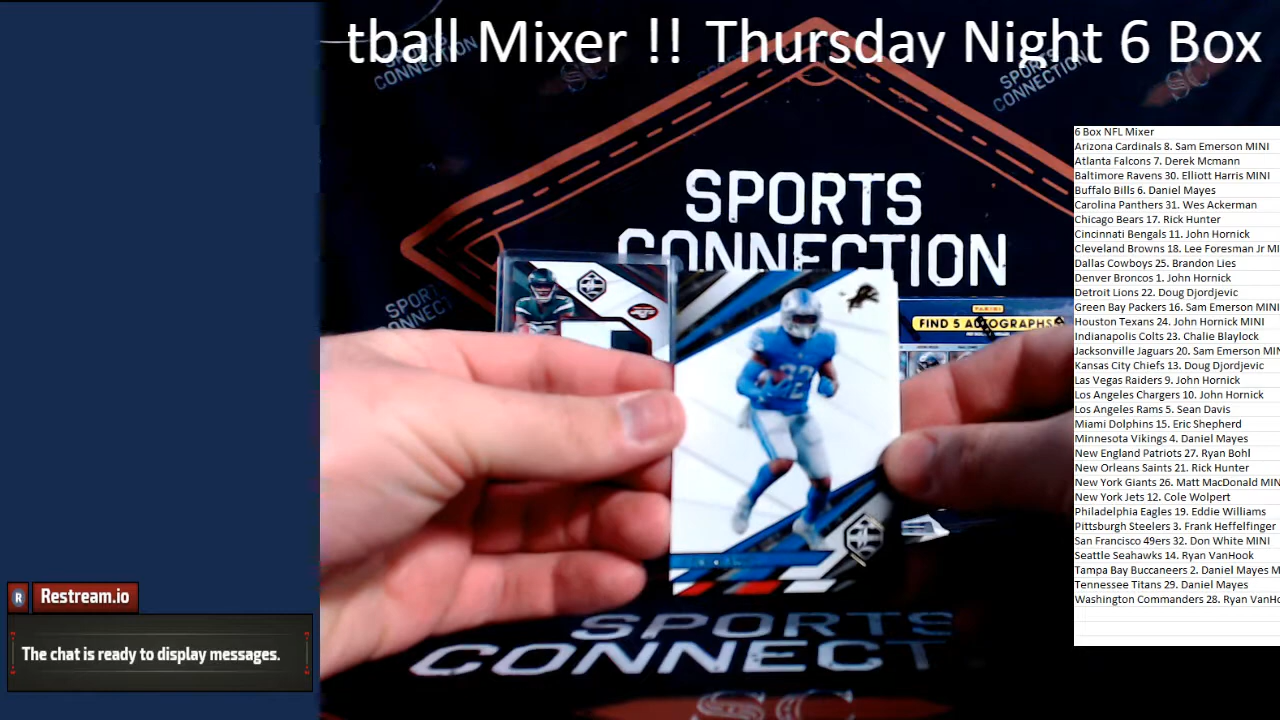 tball Mixer !! Thursday Night 6 Box
SPORTS
CONNECTION
SPORTS
CONNECTION
SPORTS
CONNECTION
PANINI
FIND 5 AUTOGRAPHS
SPORTS
SPORTS
CONNECT
SC
Restream.io
The chat is ready to display messages.
6 Box NFL Mixer
Arizona Cardinals 8. Sam Emerson MINI
Atlanta Falcons 7. Derek Mcmann
Baltimore Ravens 30. Elliott Harris MINI
Buffalo Bills 6. Daniel Mayes
Carolina Panthers 31. Wes Ackerman
Chicago Bears 17. Rick Hunter
Cincinnati Bengals 11. John Hornick
Cleveland Browns 18. Lee Foresman Jr MI
Dallas Cowboys 25. Brandon Lies
Denver Broncos 1. John Hornick
Detroit Lions 22. Doug Djordjevic
Green Bay Packers 16. Sam Emerson MINI
Houston Texans 24. John Hornick MINI
Indianapolis Colts 23. Chalie Blaylock
Jacksonville Jaguars 20. Sam Emerson MIN
Kansas City Chiefs 13. Doug Djordjevic
Las Vegas Raiders 9. John Hornick
Los Angeles Chargers 10. John Hornick
Los Angeles Rams 5. Sean Davis
Miami Dolphins 15. Eric Shepherd
Minnesota Vikings 4. Daniel Mayes
New England Patriots 27. Ryan Bohl
New Orleans Saints 21. Rick Hunter
New York Giants 26. Matt MacDonald MIN
New York Jets 12. Cole Wolpert
Philadelphia Eagles 19. Eddie Williams
Pittsburgh Steelers 3. Frank Heffelfinger
San Francisco 49ers 32. Don White MINI
Seattle Seahawks 14. Ryan VanHook
Tampa Bay Buccaneers 2. Daniel Mayes M
Tennessee Titans 29. Daniel Mayes
Washington Commanders 28. Ryan VanHo